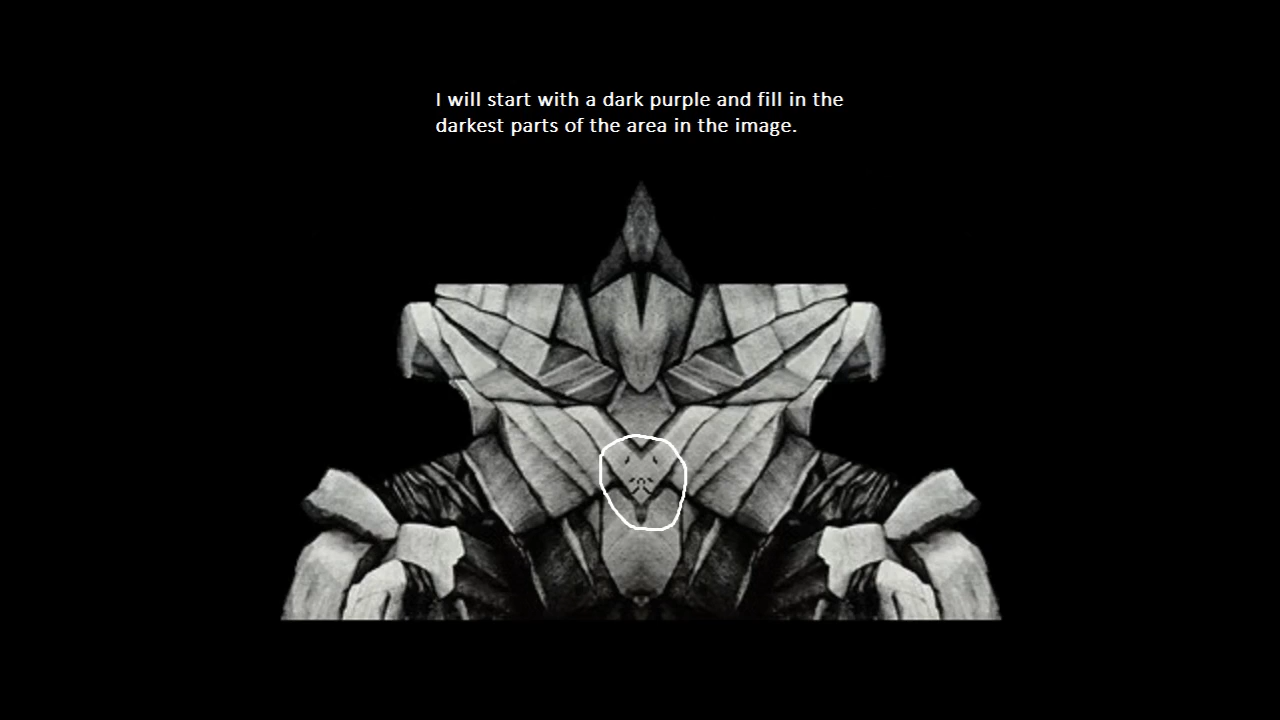 I will start with a dark purple and fill in the
darkest parts of the area in the image.